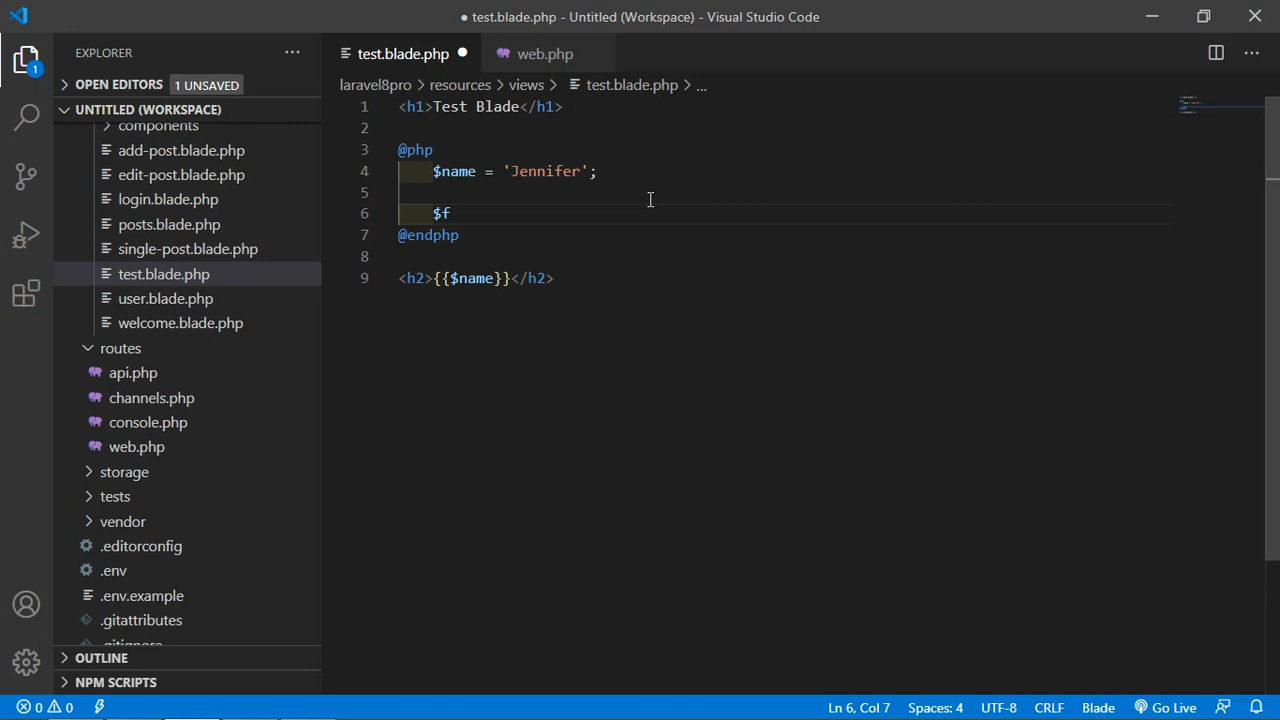 ● test.blade.php - Untitled (Workspace) - Visual Studio Code
EXPLORER
1
OPEN EDITORS 1 UNSAVED
UNTITLED (WORKSPACE)
components
add-post.blade.php
edit-post.blade.php
login.blade.php
posts.blade.php
single-post.blade.php
test.blade.php
user.blade.php
welcome.blade.php
routes
api.php
channels.php
console.php
web.php
storage
tests
vendor
.editorconfig
.env
.env.example
.gitattributes
.gitignore
OUTLINE
NPM SCRIPTS
test.blade.php web.php
laravel8pro > resources > views > test.blade.php > ...
1 <h1>Test Blade</h1>
2
3 @php
4 $name = 'Jennifer';
5
6 $f
7 @endphp
8
9 <h2>{{$name}}</h2>
0 0 Ln 6, Col 7 Spaces: 4 UTF-8 CRLF Blade Go Live